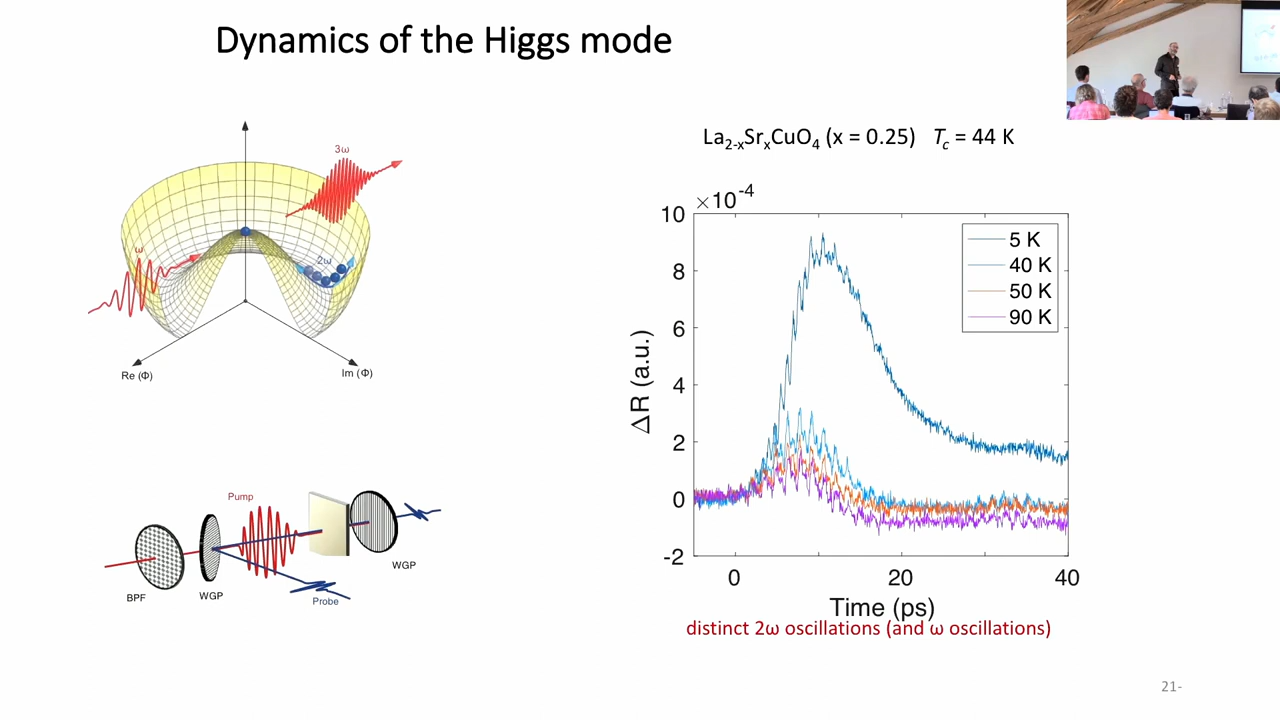 Dynamics of the Higgs mode
3ω
ω
2ω
Re (Φ)
Im (Φ)
Pump
WGP
BPF
WGP
Probe
La2-xSrxCuO4 (x = 0.25) Tc = 44 K
×10-4
10
8
6
4
2
0
-2
ΔR (a.u.)
5 K
40 K
50 K
90 K
0 20 40
Time (ps)
distinct 2ω oscillations (and ω oscillations)
21-